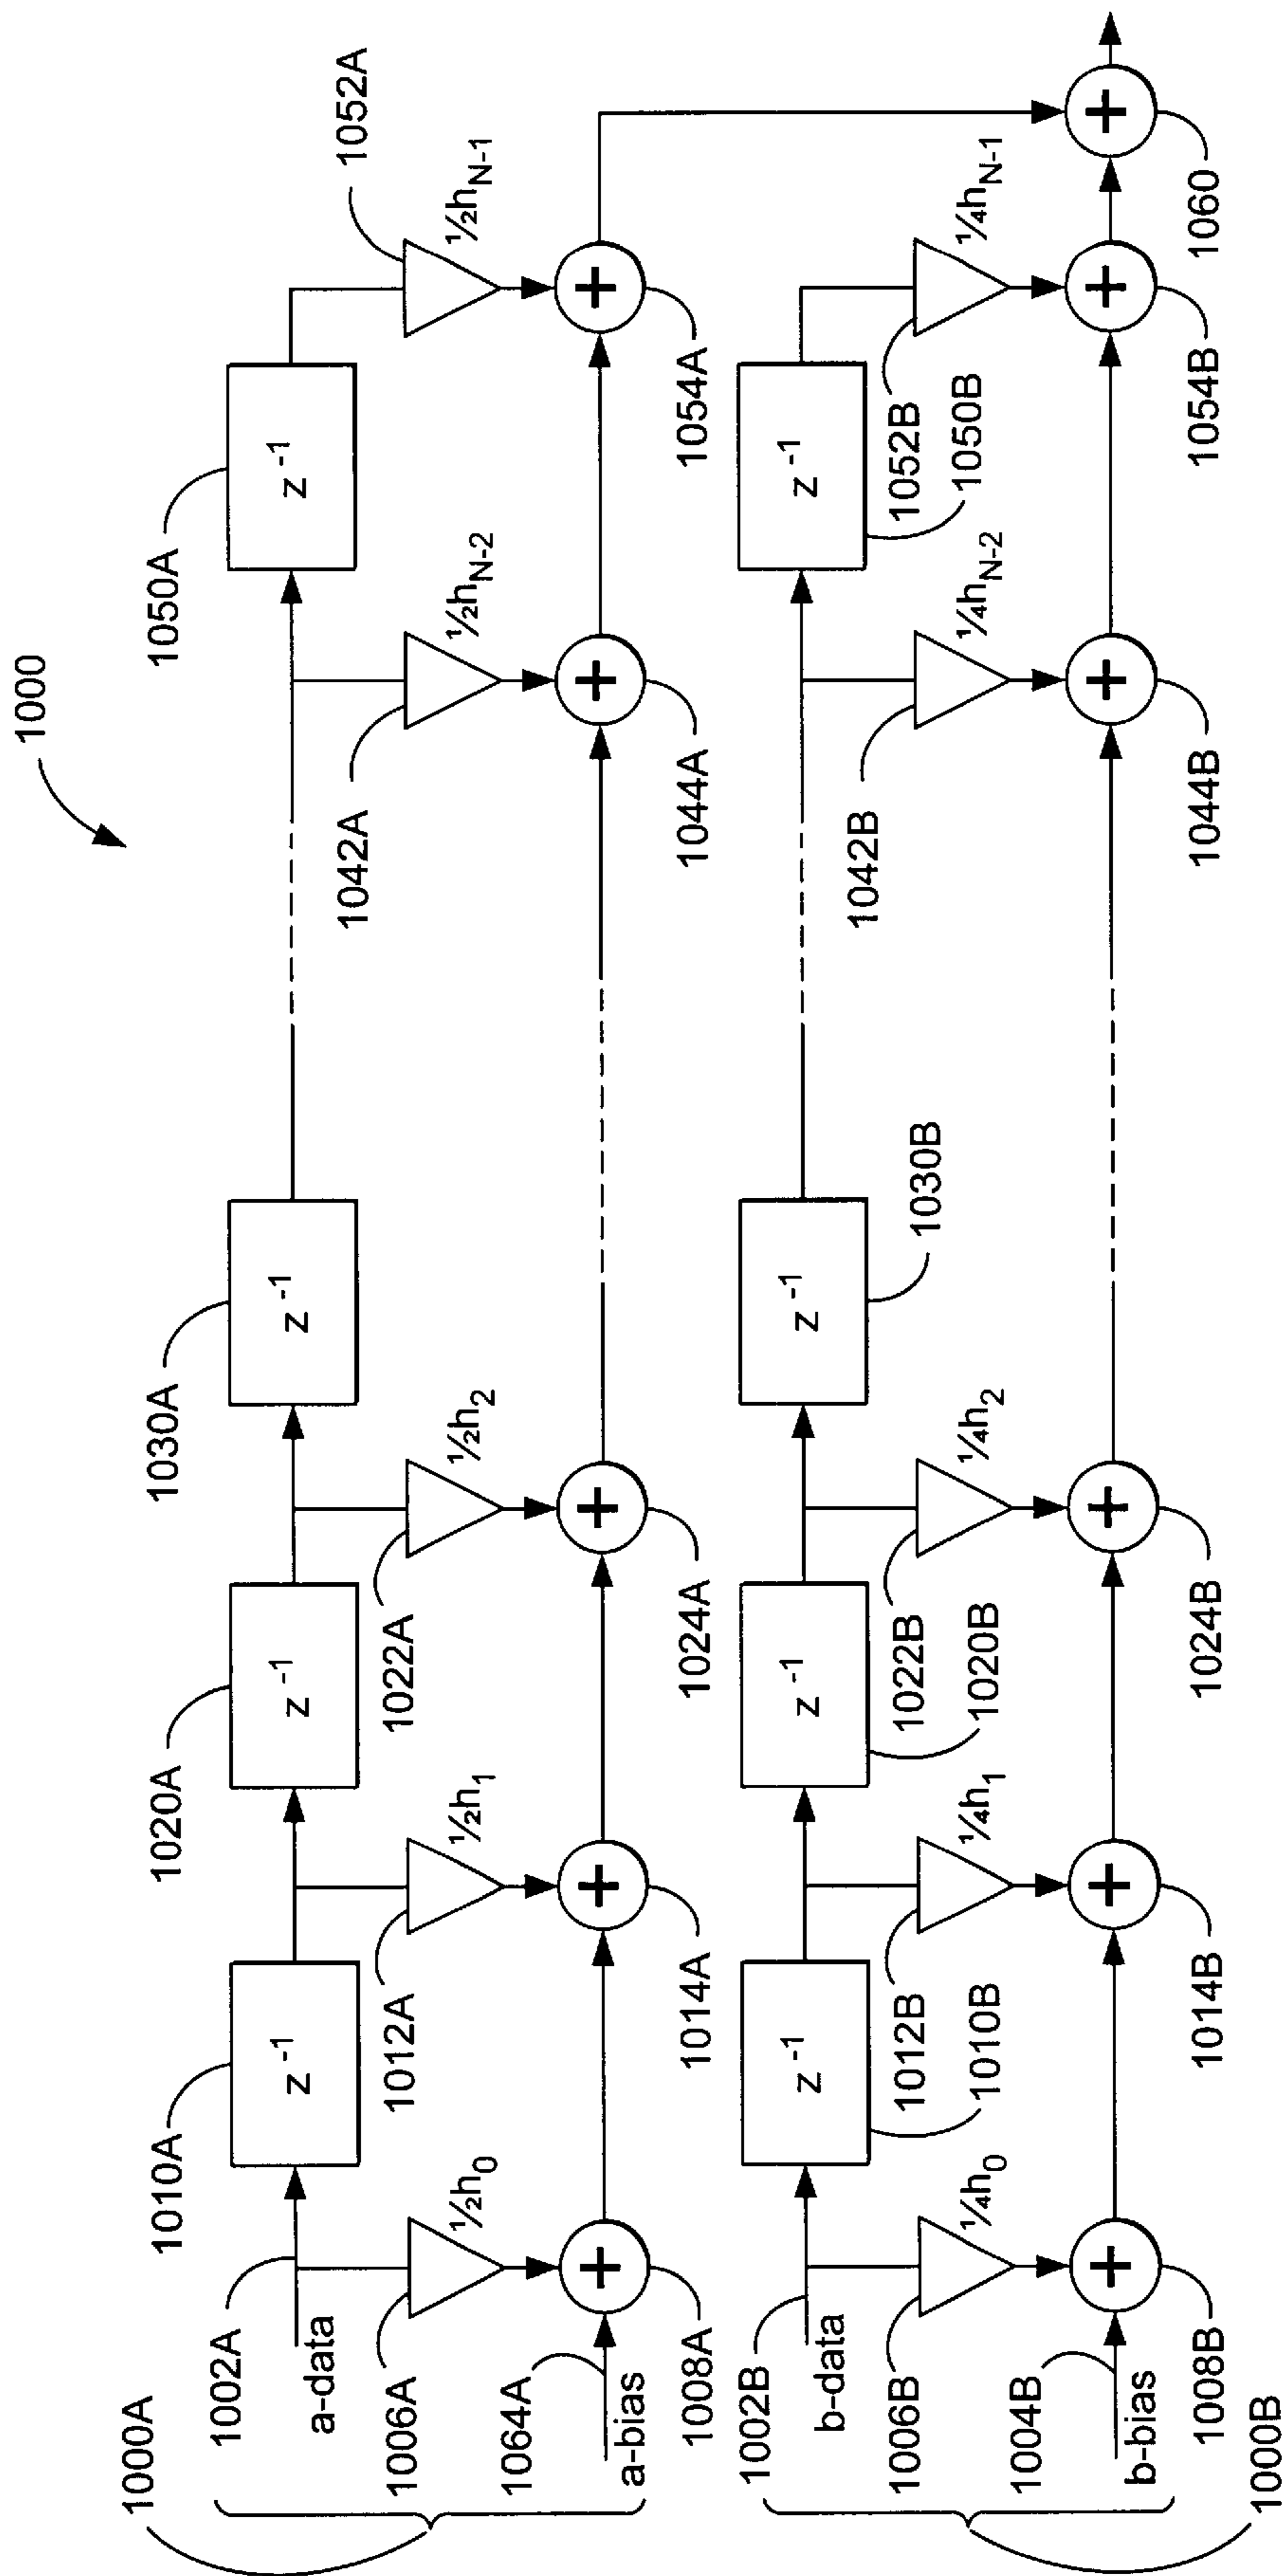 1000
1000A
1002A
a-data
1010A
z⁻¹
1020A
z⁻¹
1030A
z⁻¹
1050A
z⁻¹
1052A
1006A
½h₀
1012A
½h₁
1022A
½h₂
1042A
½hN-2
½hN-1
1064A
a-bias
+
+
+
+
+
1008A
1014A
1024A
1044A
1054A
1002B
b-data
z⁻¹
z⁻¹
z⁻¹
1030B
z⁻¹
1006B
¼h₀
1012B
1010B
¼h₁
1022B
1020B
¼h₂
1042B
¼hN-2
1052B
1050B
¼hN-1
1004B
b-bias
+
+
+
+
+
+
1008B
1014B
1024B
1044B
1054B
1060
1000B